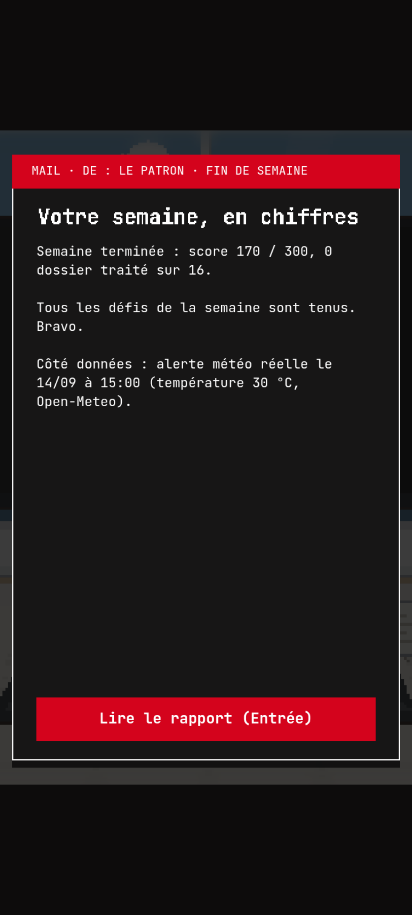 MAIL · DE : LE PATRON · FIN DE SEMAINE
Votre semaine, en chiffres
Semaine terminée : score 170 / 300, 0
dossier traité sur 16.
Tous les défis de la semaine sont tenus.
Bravo.
Côté données : alerte météo réelle le
14/09 à 15:00 (température 30 °C,
Open-Meteo).
Lire le rapport (Entrée)